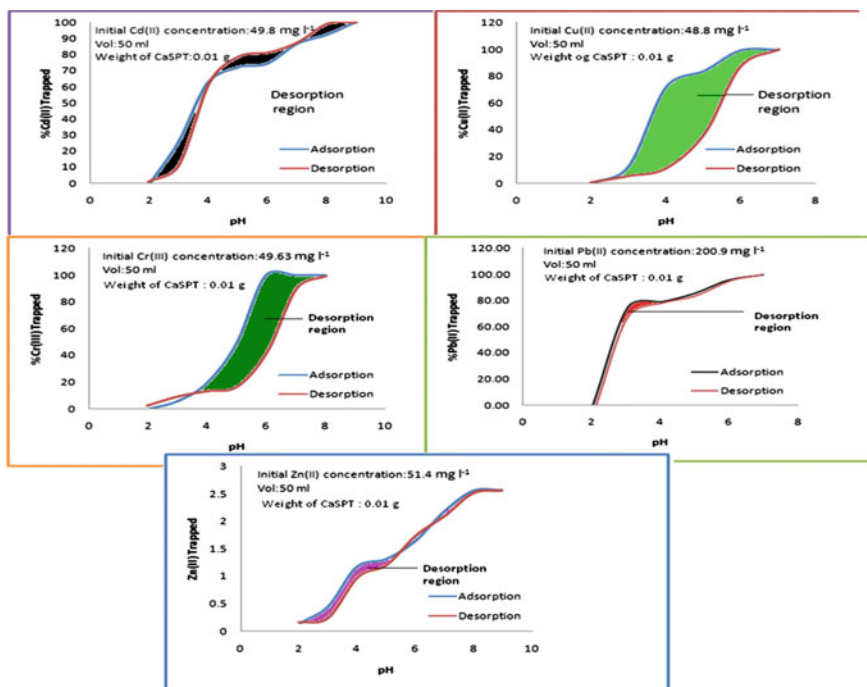 Initial Cd(II) concentration:49.8 mg l-1
Vol:50 ml
Weight of CaSPT:0.01 g
%Cd(II)Trapped
100
90
80
70
60
50
40
30
20
10
0
Desorption
region
Adsorption
Desorption
0 2 4 6 8 10
pH
Initial Cu(II) concentration:48.8 mg l-1
Vol:50 ml
Weight og CaSPT : 0.01 g
%Cu(II)Trapped
120
100
80
60
40
20
0
Desorption
region
Adsorption
Desorption
0 2 4 6 8
pH
Initial Cr(III) concentration:49.63 mg l-1
Vol:50 ml
Weight of CaSPT : 0.01 g
%Cr(III)Trapped
120
100
80
60
40
20
0
Desorption
region
Adsorption
Desorption
0 2 4 6 8 10
pH
Initial Pb(II) concentration:200.9 mg l-1
Vol:50 ml
Weight of CaSPT : 0.01 g
%Pb(II)Trapped
120.00
100.00
80.00
60.00
40.00
20.00
0.00
Desorption
region
Adsorption
Desorption
0 2 4 6 8
pH
Initial Zn(II) concentration:51.4 mg l-1
Vol:50 ml
Weight of CaSPT : 0.01 g
Zn(II)Trapped
3
2.5
2
1.5
1
0.5
0
Desorption
region
Adsorption
Desorption
0 2 4 6 8 10
pH